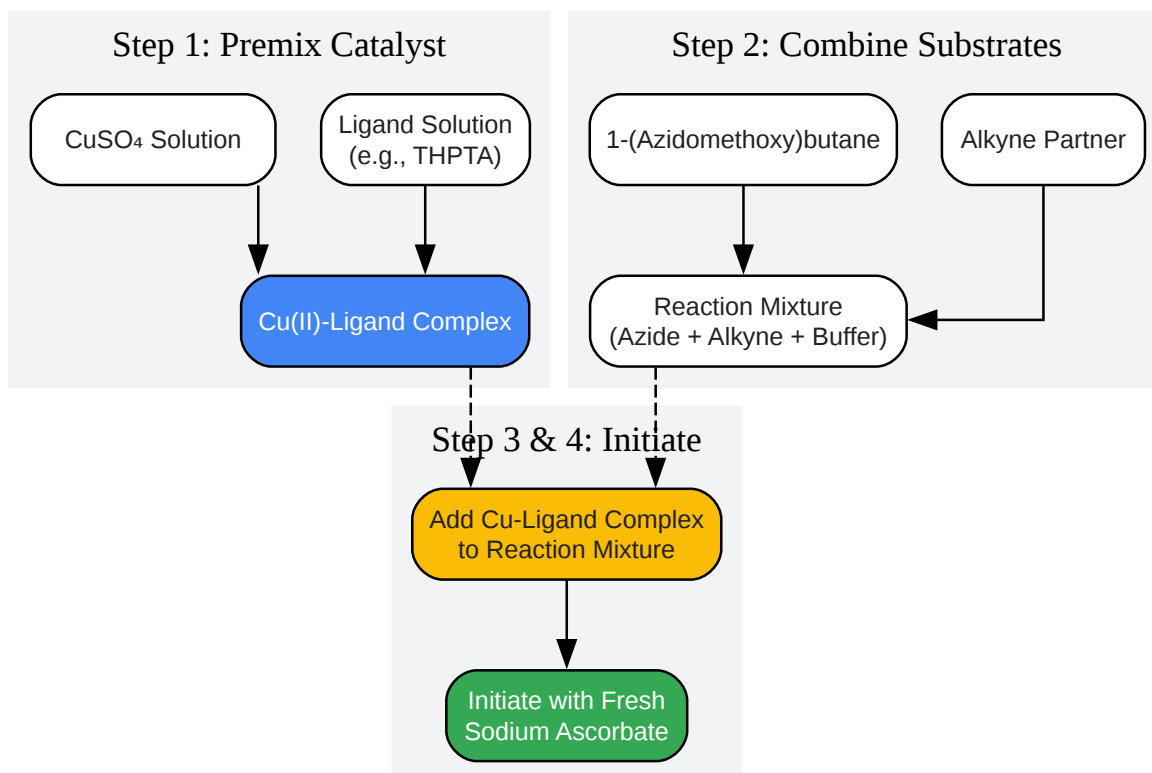 Step 1: Premix Catalyst
CuSO₄ Solution
Ligand Solution
(e.g., THPTA)
Cu(II)-Ligand Complex
Step 2: Combine Substrates
1-(Azidomethoxy)butane
Alkyne Partner
Reaction Mixture
(Azide + Alkyne + Buffer)
Step 3 & 4: Initiate
Add Cu-Ligand Complex
to Reaction Mixture
Initiate with Fresh
Sodium Ascorbate